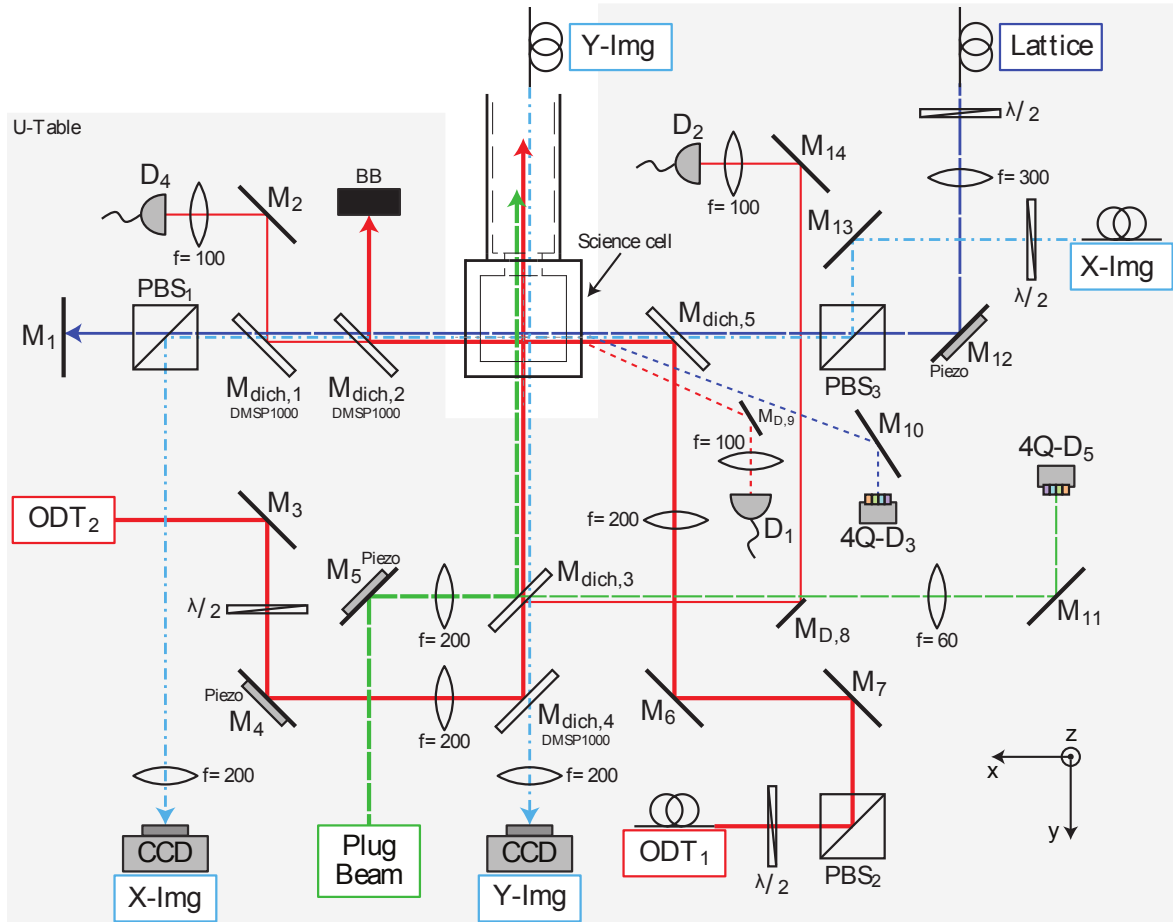 Y-Img
Lattice
U-Table
λ/2
D2
M14
D4
M2
BB
f= 300
f= 100
M13
Science cell
f= 100
X-Img
PBS1
λ/2
Mdich,5
M1
M12
Piezo
Mdich,1
DMSP1000
Mdich,2
DMSP1000
PBS3
MD,9
M10
f= 100
4Q-D5
M3
ODT2
f= 200
D1
4Q-D3
M5
Piezo
Mdich,3
λ/2
f= 200
MD,8
f= 60
M11
Piezo
M4
M7
M6
Mdich,4
DMSP1000
f= 200
z
x
f= 200
f= 200
y
CCD
Plug
Beam
CCD
ODT1
λ/2
PBS2
X-Img
Y-Img